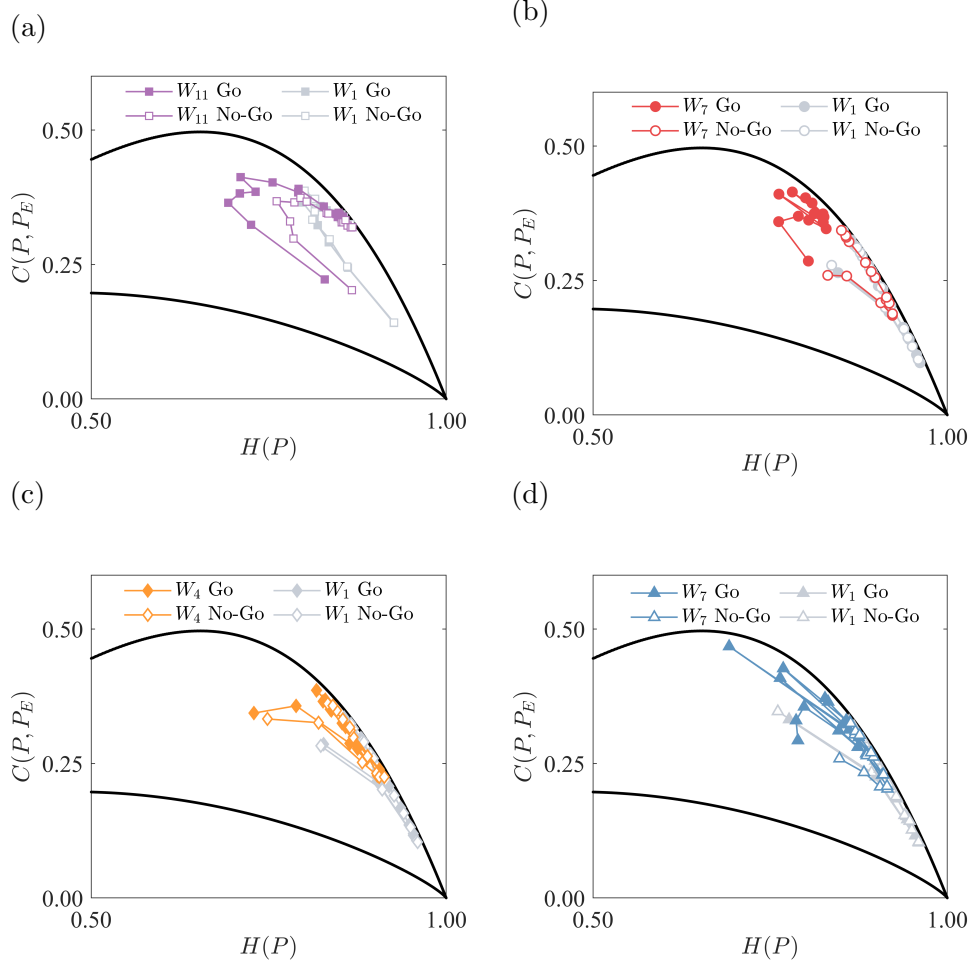 (a)
W₁₁ Go W₁ Go
W₁₁ No-Go W₁ No-Go
0.50
0.25
0.00
C(P, P_E)
0.50 1.00
H(P)
(b)
W₇ Go W₁ Go
W₇ No-Go W₁ No-Go
0.50
0.25
0.00
C(P, P_E)
0.50 1.00
H(P)
(c)
W₄ Go W₁ Go
W₄ No-Go W₁ No-Go
0.50
0.25
0.00
C(P, P_E)
0.50 1.00
H(P)
(d)
W₇ Go W₁ Go
W₇ No-Go W₁ No-Go
0.50
0.25
0.00
C(P, P_E)
0.50 1.00
H(P)